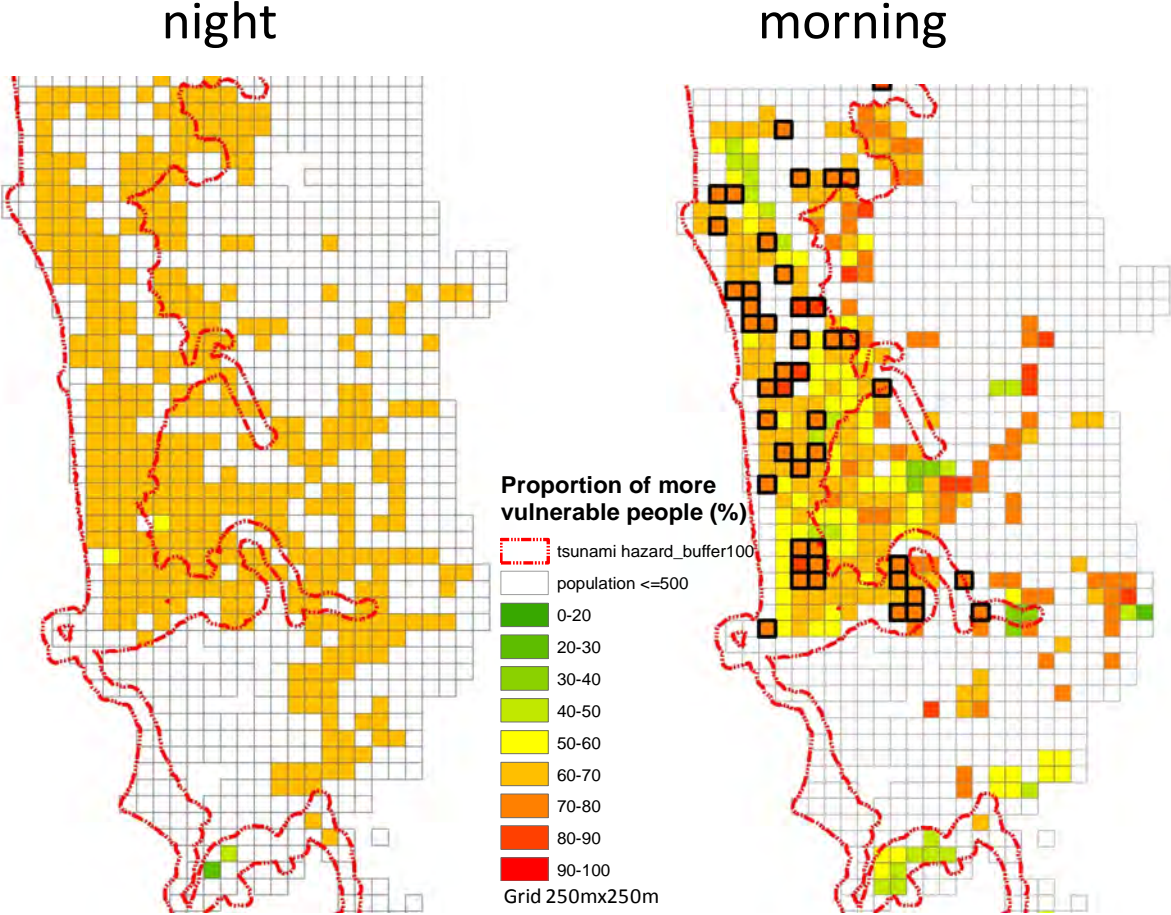 night
morning
Proportion of more
vulnerable people (%)
tsunami hazard_buffer100
population <=500
0-20
20-30
30-40
40-50
50-60
60-70
70-80
80-90
90-100
Grid 250mx250m